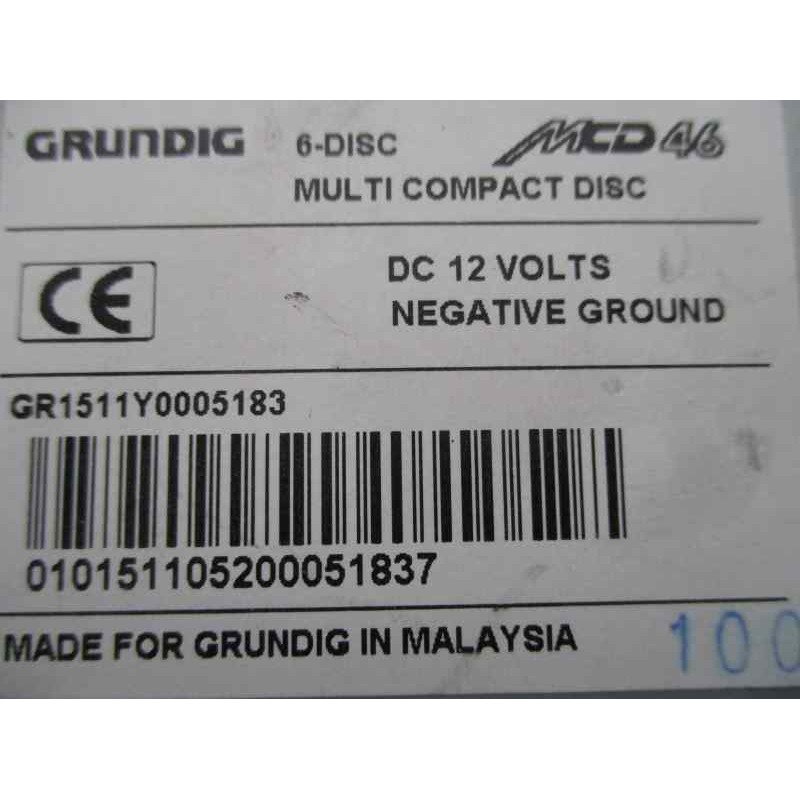 GRUNDIG 6-DISC MCD 46
MULTI COMPACT DISC
CE DC 12 VOLTS
NEGATIVE GROUND
GR1511Y0005183
010151105200051837
MADE FOR GRUNDIG IN MALAYSIA 100